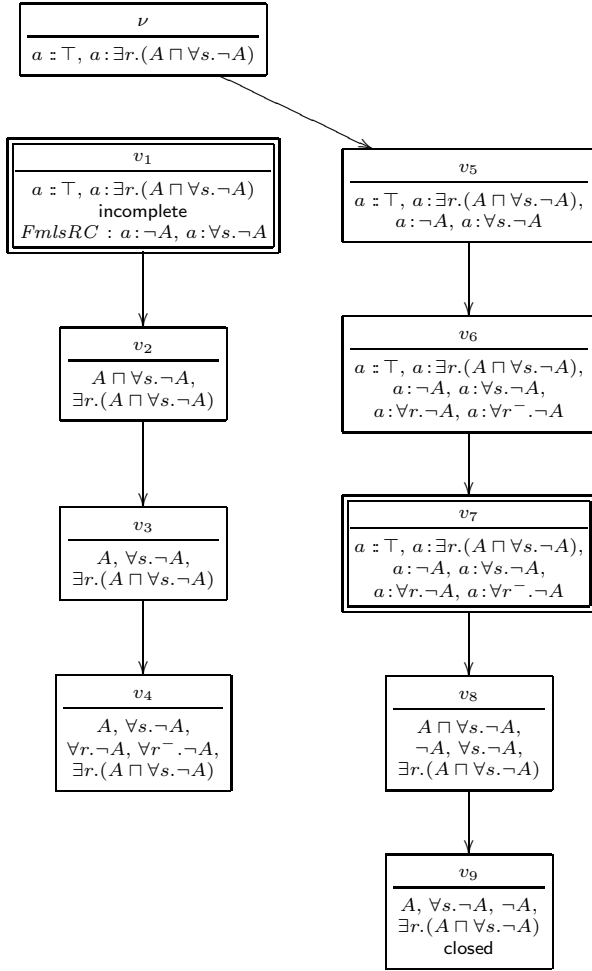 ν
a :: ⊤, a : ∃r.(A ⊓ ∀s.¬A)
v₁
a :: ⊤, a : ∃r.(A ⊓ ∀s.¬A)
incomplete
FmlsRC : a : ¬A, a : ∀s.¬A
v₂
A ⊓ ∀s.¬A,
∃r.(A ⊓ ∀s.¬A)
v₃
A, ∀s.¬A,
∃r.(A ⊓ ∀s.¬A)
v₄
A, ∀s.¬A,
∀r.¬A, ∀r⁻.¬A,
∃r.(A ⊓ ∀s.¬A)
v₅
a :: ⊤, a : ∃r.(A ⊓ ∀s.¬A),
a : ¬A, a : ∀s.¬A
v₆
a :: ⊤, a : ∃r.(A ⊓ ∀s.¬A),
a : ¬A, a : ∀s.¬A,
a : ∀r.¬A, a : ∀r⁻.¬A
v₇
a :: ⊤, a : ∃r.(A ⊓ ∀s.¬A),
a : ¬A, a : ∀s.¬A,
a : ∀r.¬A, a : ∀r⁻.¬A
v₈
A ⊓ ∀s.¬A,
¬A, ∀s.¬A,
∃r.(A ⊓ ∀s.¬A)
v₉
A, ∀s.¬A, ¬A,
∃r.(A ⊓ ∀s.¬A)
closed